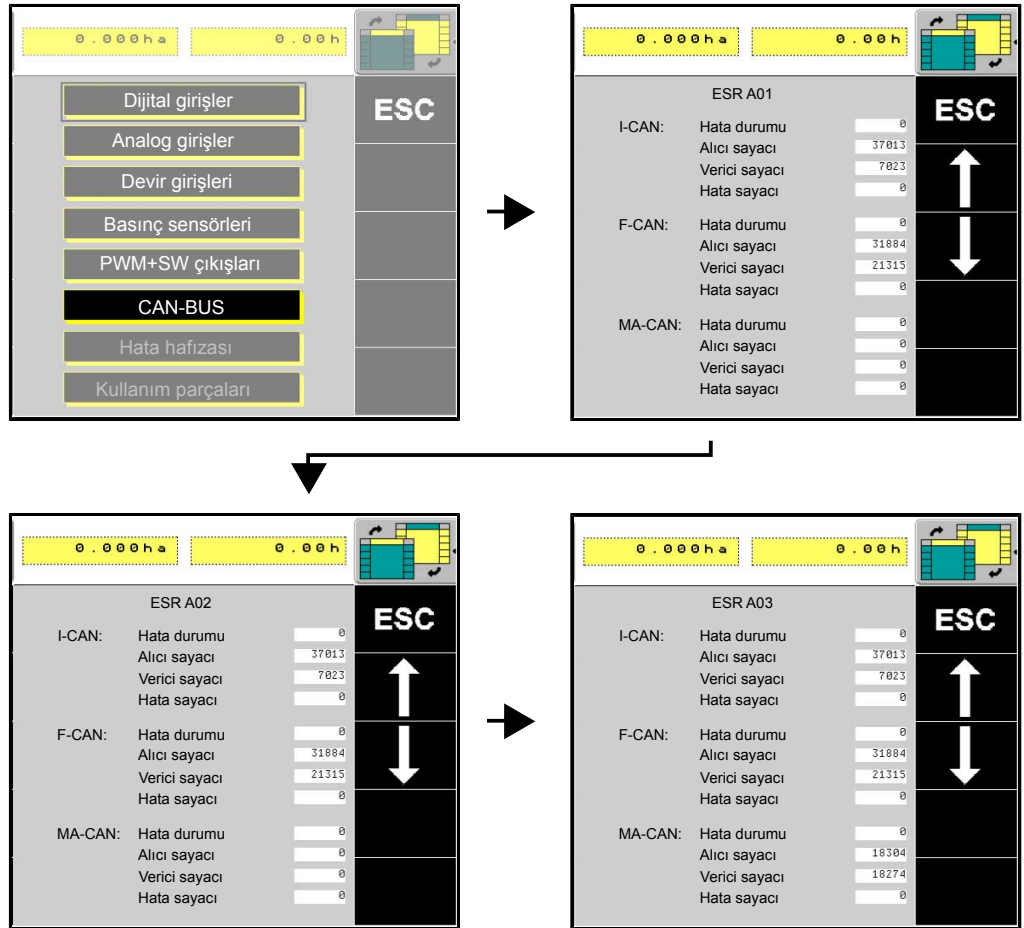 0.000ha 0.00h
ESC
Dijital girişler
Analog girişler
Devir girişleri
Basınç sensörleri
PWM+SW çıkışları
CAN-BUS
Hata hafızası
Kullanım parçaları
0.000ha 0.00h
ESC
ESR A01
I-CAN: Hata durumu 0
Alıcı sayacı 37013
Verici sayacı 7023
Hata sayacı 0
F-CAN: Hata durumu 0
Alıcı sayacı 31884
Verici sayacı 21315
Hata sayacı 0
MA-CAN: Hata durumu 0
Alıcı sayacı 0
Verici sayacı 0
Hata sayacı 0
0.000ha 0.00h
ESC
ESR A02
I-CAN: Hata durumu 0
Alıcı sayacı 37013
Verici sayacı 7023
Hata sayacı 0
F-CAN: Hata durumu 0
Alıcı sayacı 31884
Verici sayacı 21315
Hata sayacı 0
MA-CAN: Hata durumu 0
Alıcı sayacı 0
Verici sayacı 0
Hata sayacı 0
0.000ha 0.00h
ESC
ESR A03
I-CAN: Hata durumu 0
Alıcı sayacı 37013
Verici sayacı 7023
Hata sayacı 0
F-CAN: Hata durumu 0
Alıcı sayacı 31884
Verici sayacı 21315
Hata sayacı 0
MA-CAN: Hata durumu 0
Alıcı sayacı 18304
Verici sayacı 18274
Hata sayacı 0